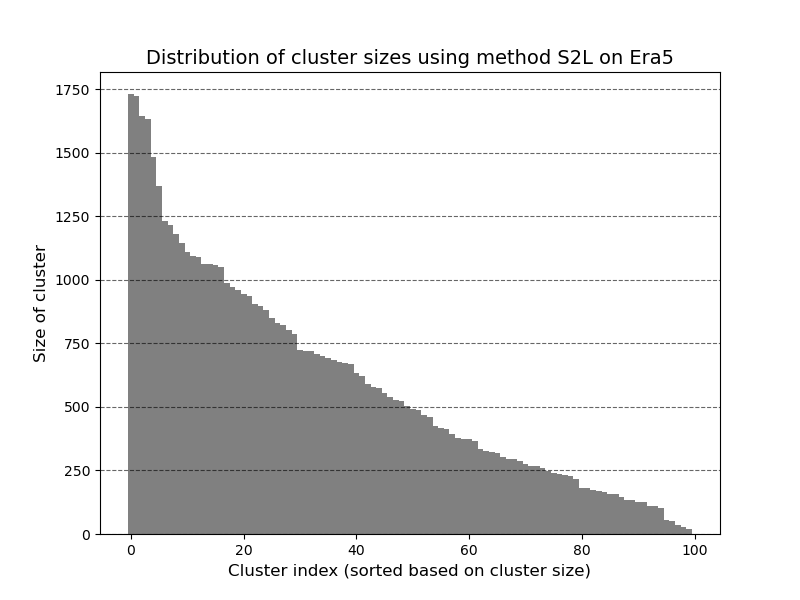 Distribution of cluster sizes using method S2L on Era5
1750
1500
1250
1000
750
500
250
0
Size of cluster
0 20 40 60 80 100
Cluster index (sorted based on cluster size)